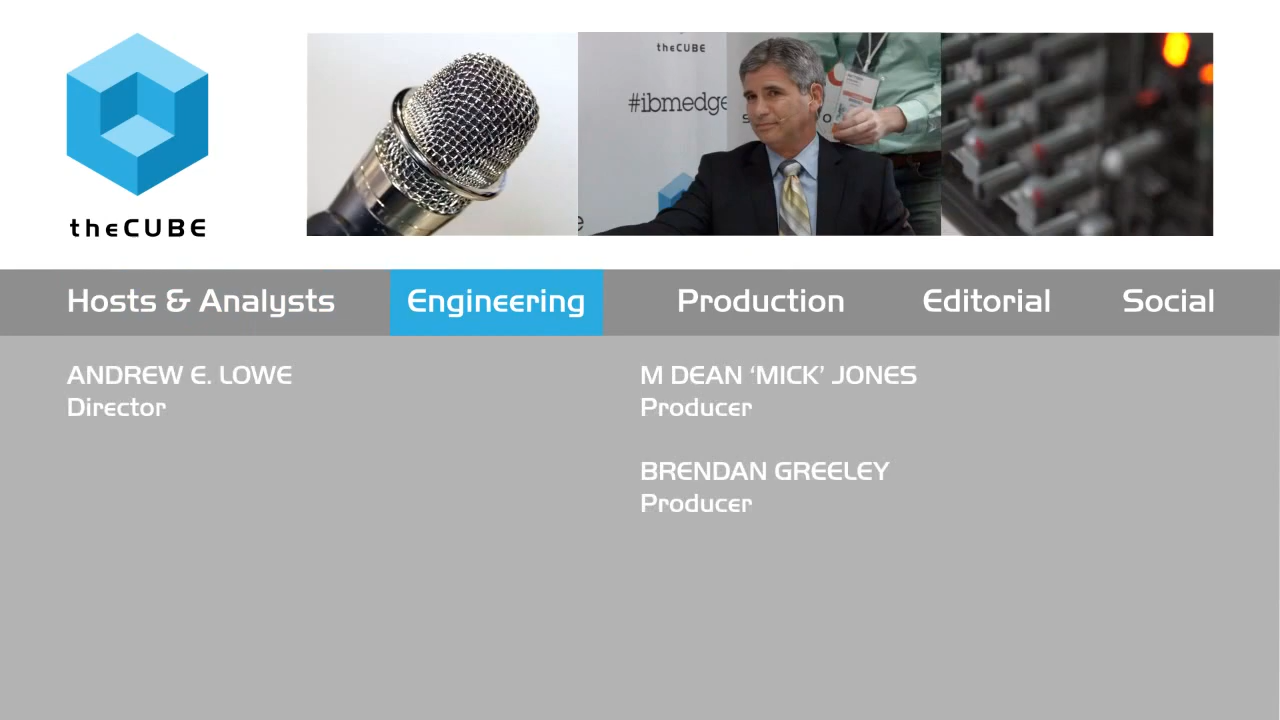 theCUBE
#ibmedge
theCUBE
Hosts & Analysts
Engineering
Production
Editorial
Social
ANDREW E. LOWE
Director
M DEAN ‘MICK’ JONES
Producer
BRENDAN GREELEY
Producer